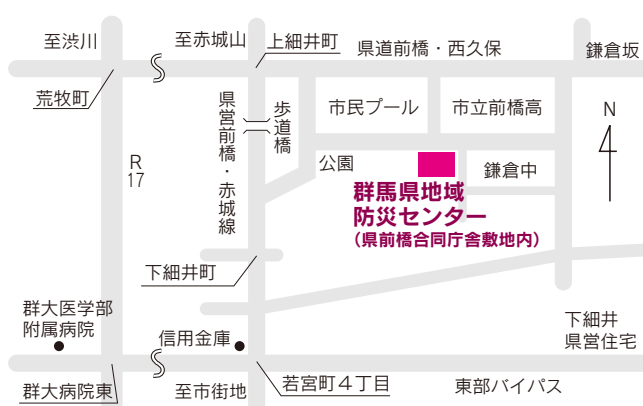 至渋川
至赤城山
上細井町
県道前橋・西久保
鎌倉坂
荒牧町
県営前橋・赤城線
歩道橋
市民プール
市立前橋高
N
R
17
公園
鎌倉中
群馬県地域
防災センター
（県前橋合同庁舎敷地内）
下細井町
群大医学部
附属病院
信用金庫
下細井
県営住宅
群大病院東
至市街地
若宮町４丁目
東部バイパス